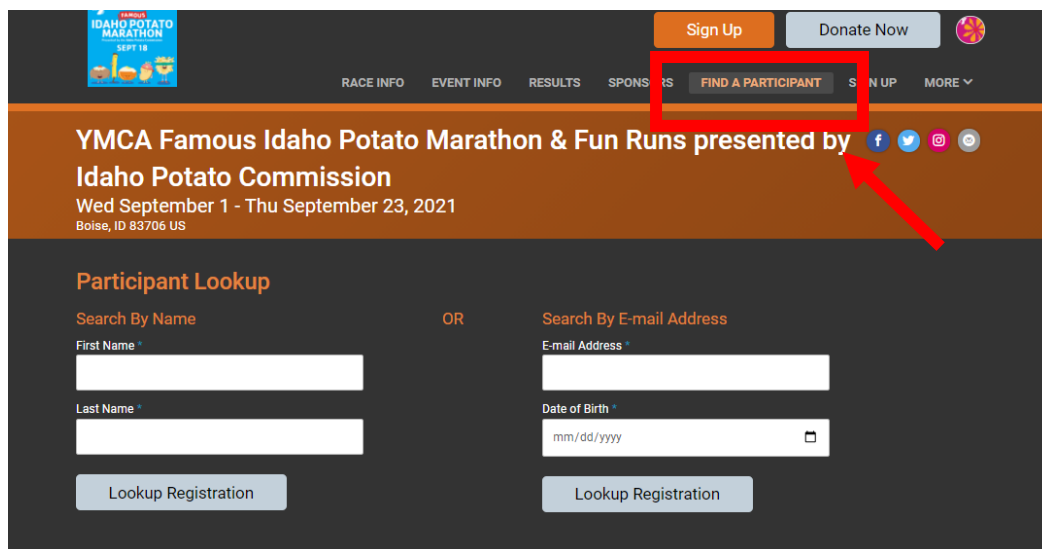 FAMOUS
IDAHO POTATO
MARATHON
SEPT 18
Sign Up
Donate Now
RACE INFO
EVENT INFO
RESULTS
SPONSORS
FIND A PARTICIPANT
SIGN UP
MORE
YMCA Famous Idaho Potato Marathon & Fun Runs presented by
Idaho Potato Commission
Wed September 1 - Thu September 23, 2021
Boise, ID 83706 US
Participant Lookup
Search By Name
OR
Search By E-mail Address
First Name *
E-mail Address *
Last Name *
Date of Birth *
mm/dd/yyyy
Lookup Registration
Lookup Registration